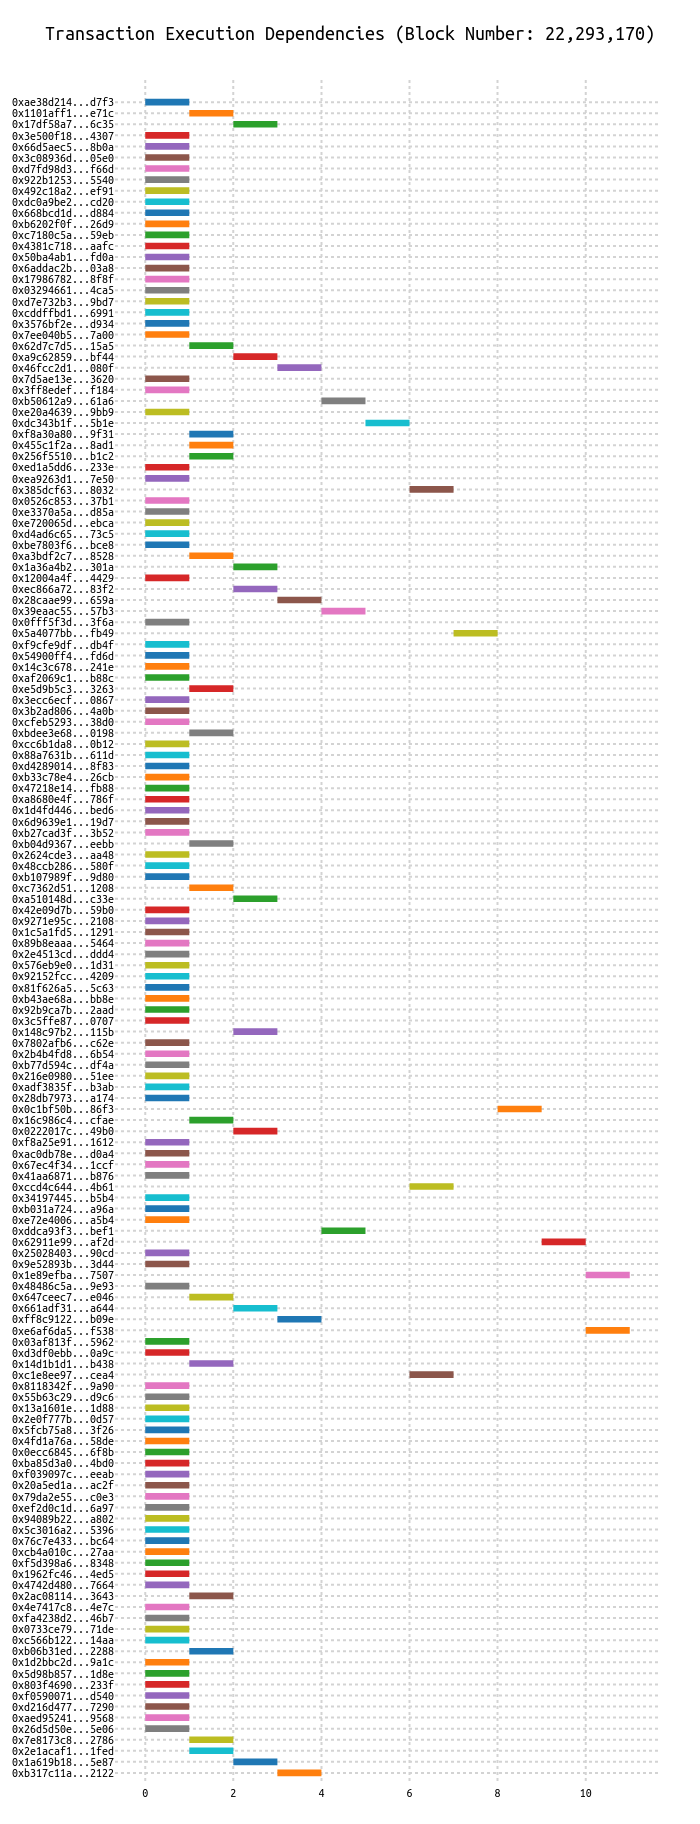 Transaction Execution Dependencies (Block Number: 22,293,170)
0xae38d214...d7f3
0x1101aff1...e71c
0x17df58a7...6c35
0x3e500f18...4307
0x66d5aec5...8b0a
0x3c08936d...05e0
0xd7fd98d3...f66d
0x922b1253...5540
0x492c18a2...ef91
0xdc0a9be2...cd20
0x668bcd1d...d884
0xb6202f0f...26d9
0xc7180c5a...59eb
0x4381c718...aafc
0x50ba4ab1...fd0a
0x6addac2b...03a8
0x17986782...8f8f
0x03294661...4ca5
0xd7e732b3...9bd7
0xcddffbd1...6991
0x3576bf2e...d934
0x7ee040b5...7a00
0x62d7c7d5...15a5
0xa9c62859...bf44
0x46fcc2d1...080f
0x7d5ae13e...3620
0x3ff8edef...f184
0xb50612a9...61a6
0xe20a4639...9bb9
0xdc343b1f...5b1e
0xf8a30a80...9f31
0x455c1f2a...8ad1
0x256f5510...b1c2
0xed1a5dd6...233e
0xea9263d1...7e50
0x385dcf63...8032
0x0526c853...37b1
0xe3370a5a...d85a
0xe720065d...ebca
0xd4ad6c65...73c5
0xbe7803f6...bce8
0xa3bdf2c7...8528
0x1a36a4b2...301a
0x12004a4f...4429
0xec866a72...83f2
0x28caae99...659a
0x39eaac55...57b3
0x0fff5f3d...3f6a
0x5a4077bb...fb49
0xf9cfe9df...db4f
0x54900ff4...fd6d
0x14c3c678...241e
0xaf2069c1...b88c
0xe5d9b5c3...3263
0x3ecc6ecf...0867
0x3b2ad806...4a0b
0xcfeb5293...38d0
0xbdee3e68...0198
0xcc6b1da8...0b12
0x88a7631b...611d
0xd4289014...8f83
0xb33c78e4...26cb
0x47218e14...fb88
0xa8680e4f...786f
0x1d4fd446...bed6
0x6d9639e1...19d7
0xb27cad3f...3b52
0xb04d9367...eebb
0x2624cde3...aa48
0x48ccb286...580f
0xb107989f...9d80
0xc7362d51...1208
0xa510148d...c33e
0x42e09d7b...59b0
0x9271e95c...2108
0x1c5a1fd5...1291
0x89b8eaaa...5464
0x2e4513cd...ddd4
0x576eb9e0...1d31
0x92152fcc...4209
0x81f626a5...5c63
0xb43ae68a...bb8e
0x92b9ca7b...2aad
0x3c5ffe87...0707
0x148c97b2...115b
0x7802afb6...c62e
0x2b4b4fd8...6b54
0xb77d594c...df4a
0x216e0980...51ee
0xadf3835f...b3ab
0x28db7973...a174
0x0c1bf50b...86f3
0x16c986c4...cfae
0x0222017c...49b0
0xf8a25e91...1612
0xac0db78e...d0a4
0x67ec4f34...1ccf
0x41aa6871...b876
0xccd4c644...4b61
0x34197445...b5b4
0xb031a724...a96a
0xe72e4006...a5b4
0xddca93f3...bef1
0x62911e99...af2d
0x25028403...90cd
0x9e52893b...3d44
0x1e89efba...7507
0x48486c5a...9e93
0x647ceec7...e046
0x661adf31...a644
0xff8c9122...b09e
0xe6af6da5...f538
0x03af813f...5962
0xd3df0ebb...0a9c
0x14d1b1d1...b438
0xc1e8ee97...cea4
0x8118342f...9a90
0x55b63c29...d9c6
0x13a1601e...1d88
0x2e0f777b...0d57
0x5fcb75a8...3f26
0x4fd1a76a...58de
0x0ecc6845...6f8b
0xba85d3a0...4bd0
0xf039097c...eeab
0x20a5ed1a...ac2f
0x79da2e55...c0e3
0xef2d0c1d...6a97
0x94089b22...a802
0x5c3016a2...5396
0x76c7e433...bc64
0xcb4a010c...27aa
0xf5d398a6...8348
0x1962fc46...4ed5
0x4742d480...7664
0x2ac08114...3643
0x4e7417c8...4e7c
0xfa4238d2...46b7
0x0733ce79...71de
0xc566b122...14aa
0xb06b31ed...2288
0x1d2bbc2d...9a1c
0x5d98b857...1d8e
0x803f4690...233f
0xf0590071...d540
0xd216d477...7290
0xaed95241...9568
0x26d5d50e...5e06
0x7e8173c8...2786
0x2e1acaf1...1fed
0x1a619b18...5e87
0xb317c11a...2122
0 2 4 6 8 10